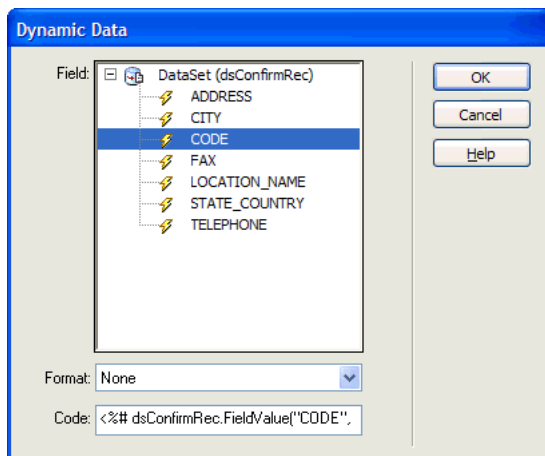 Dynamic Data
Field:
DataSet (dsConfirmRec)
ADDRESS
CITY
CODE
FAX
LOCATION_NAME
STATE_COUNTRY
TELEPHONE
OK
Cancel
Help
Format: None
Code: <%# dsConfirmRec.FieldValue("CODE",